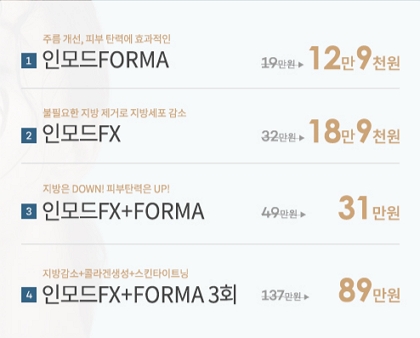 주름 개선, 피부 탄력에 효과적인
1 인모드FORMA 19만원 ▸ 12만9천원
불필요한 지방 제거로 지방세포 감소
2 인모드FX 32만원 ▸ 18만9천원
지방은 DOWN! 피부탄력은 UP!
3 인모드FX+FORMA 49만원 ▸ 31만원
지방감소+콜라겐생성+스킨타이트닝
4 인모드FX+FORMA 3회 137만원 ▸ 89만원